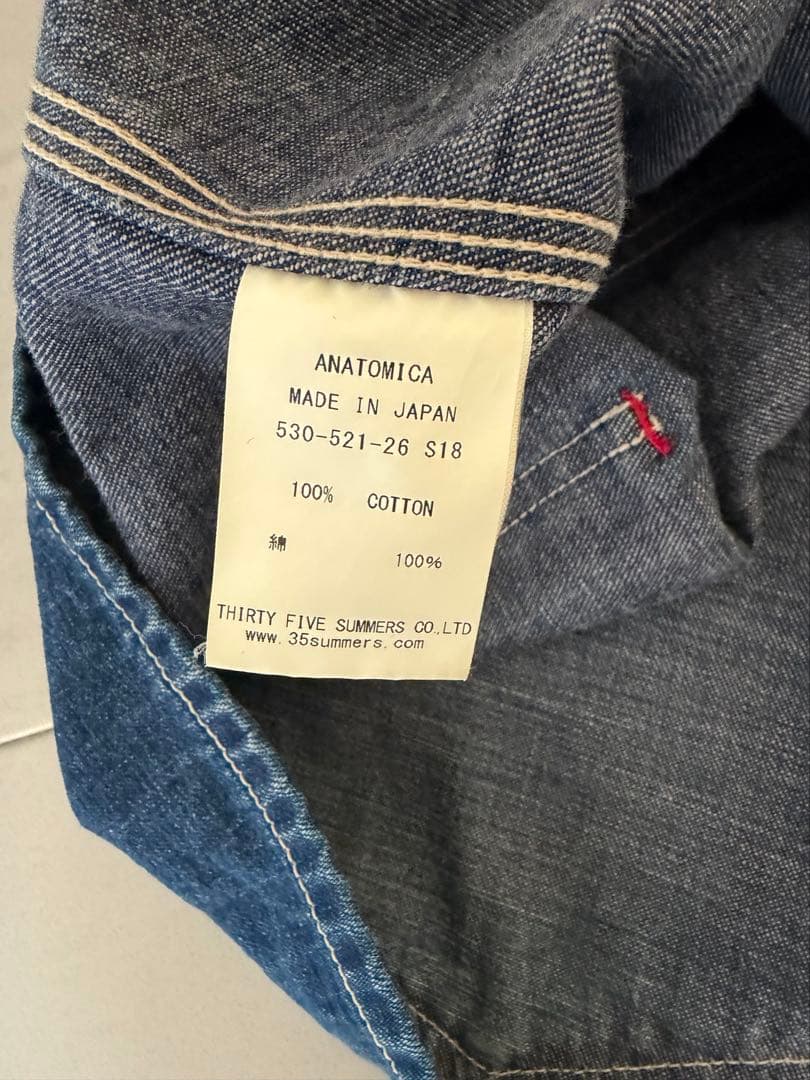 ANATOMICA
MADE IN JAPAN
530-521-26 S18
100% COTTON
綿 100%
THIRTY FIVE SUMMERS CO.,LTD
www.35summers.com